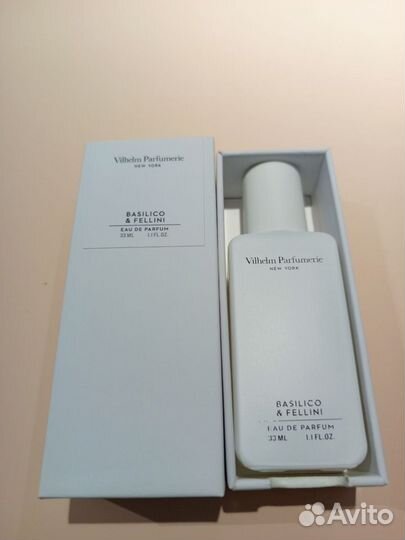 Vilhelm Parfumerie
NEW YORK
BASILICO
& FELLINI
EAU DE PARFUM
33 ML 1.1 FL.OZ.
Vilhelm Parfumerie
NEW YORK
BASILICO
& FELLINI
EAU DE PARFUM
33 ML 1.1 FL.OZ.
Avito